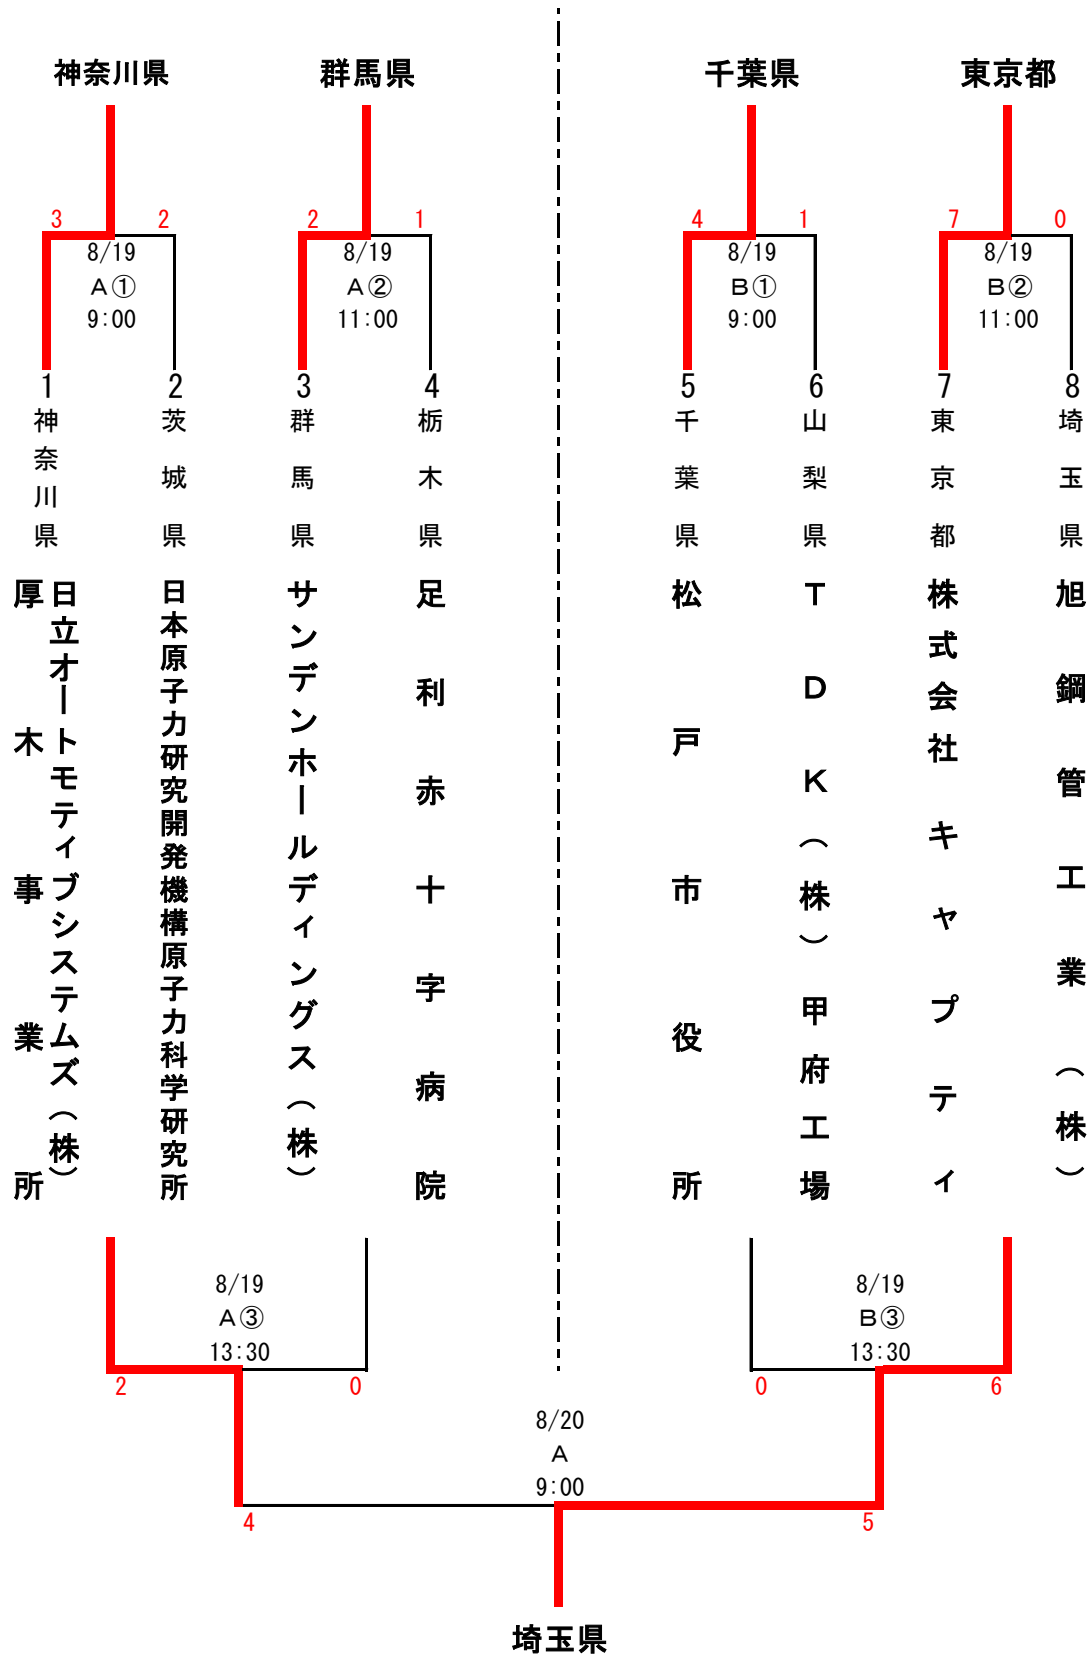 神奈川県 群馬県 千葉県 東京都
3 2 2 1 4 1 7 0
8/19 8/19 8/19 8/19
A① A② B① B②
9:00 11:00 9:00 11:00
1 2 3 4 5 6 7 8
神奈川県
茨城県
群馬県
栃木県
千葉県
山梨県
東京都
埼玉県
日立オートモティブシステムズ(株)
厚木事業所
日本原子力研究開発機構原子力科学研究所
サンデンホールディングス(株)
足利赤十字病院
松戸市役所
TDK(株)甲府工場
株式会社キャプティ
旭鋼管工業(株)
8/19 8/19
A③ B③
13:30 13:30
2 0 0 6
8/20
A
9:00
4 5
埼玉県